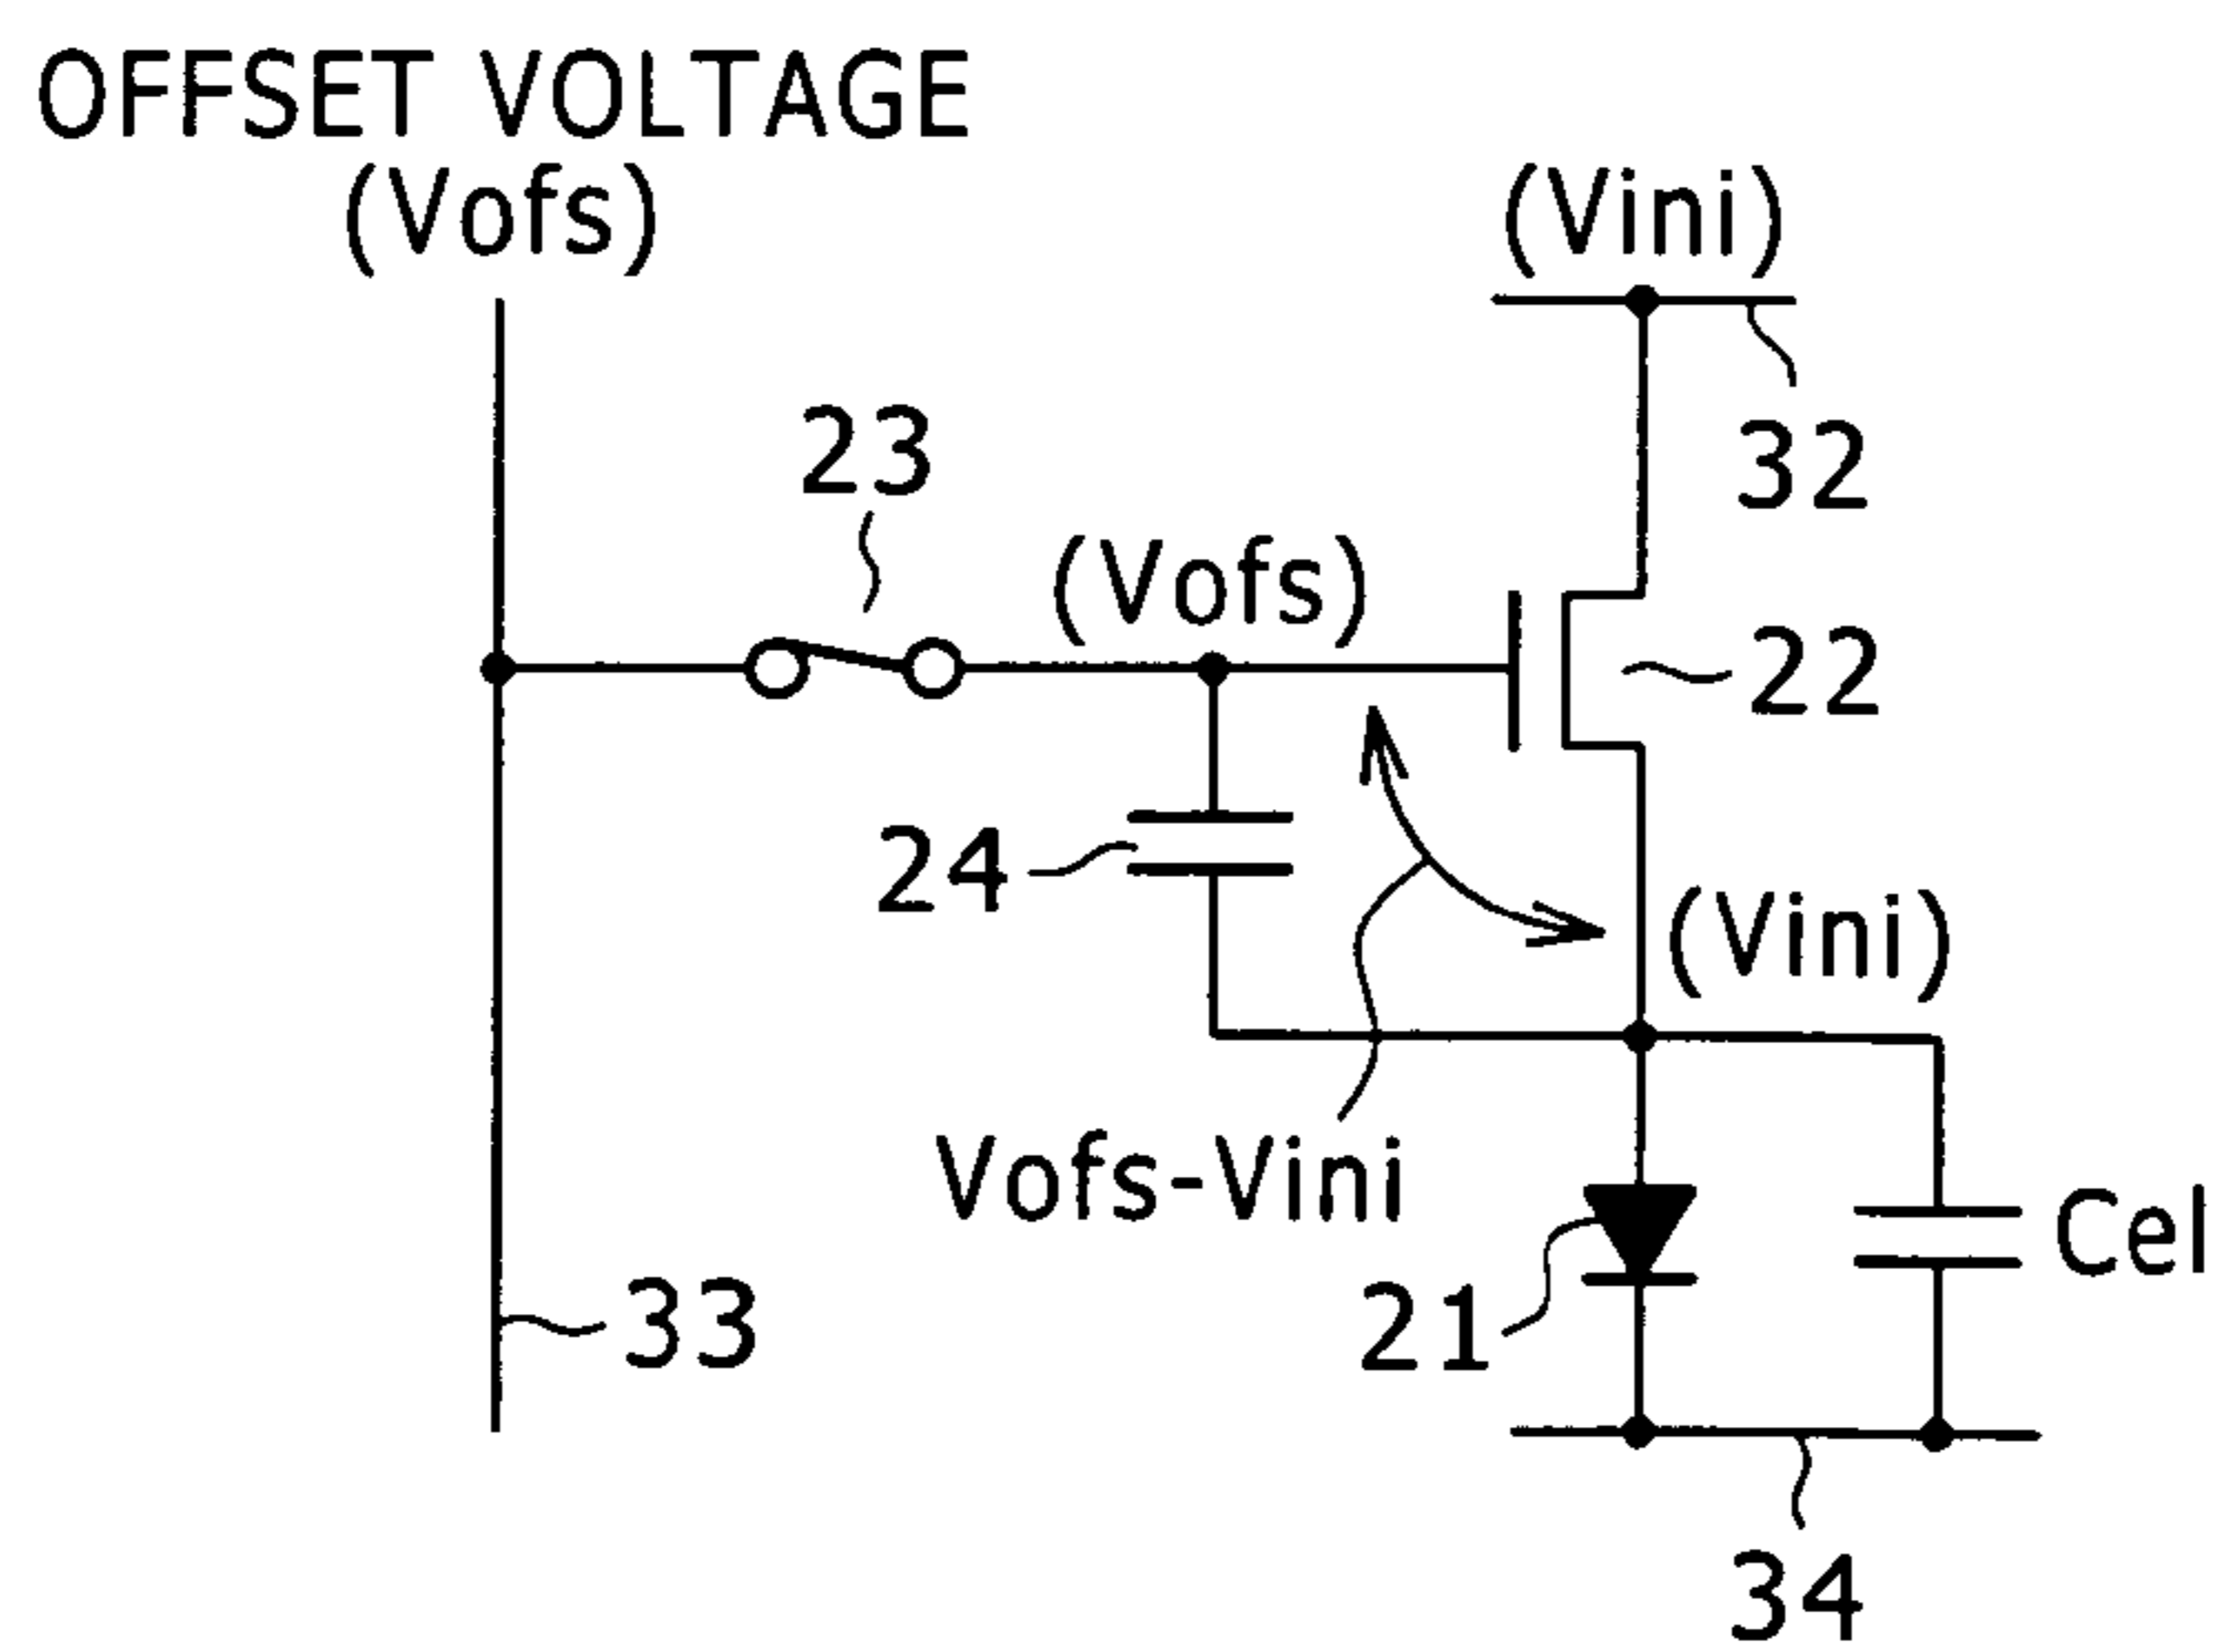 OFFSET VOLTAGE
(Vofs)
(Vini)
23
32
(Vofs)
22
24
(Vini)
Vofs-Vini
Cel
33
21
34